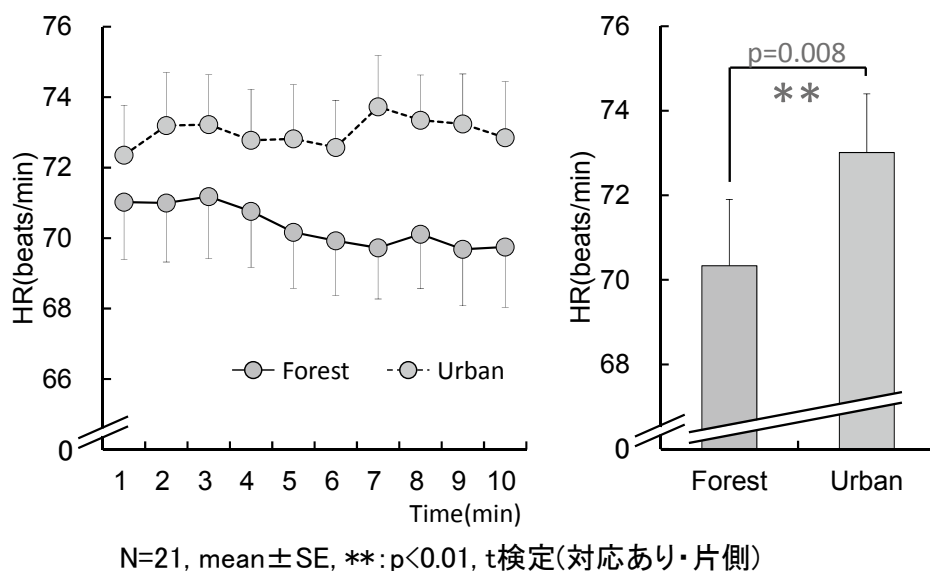 HR(beats/min)
76
74
72
70
68
66
0
Forest
Urban
1 2 3 4 5 6 7 8 9 10
Time(min)
HR(beats/min)
76
74
72
70
68
0
p=0.008
**
Forest
Urban
N=21, mean±SE, **:p<0.01, t検定(対応あり・片側)